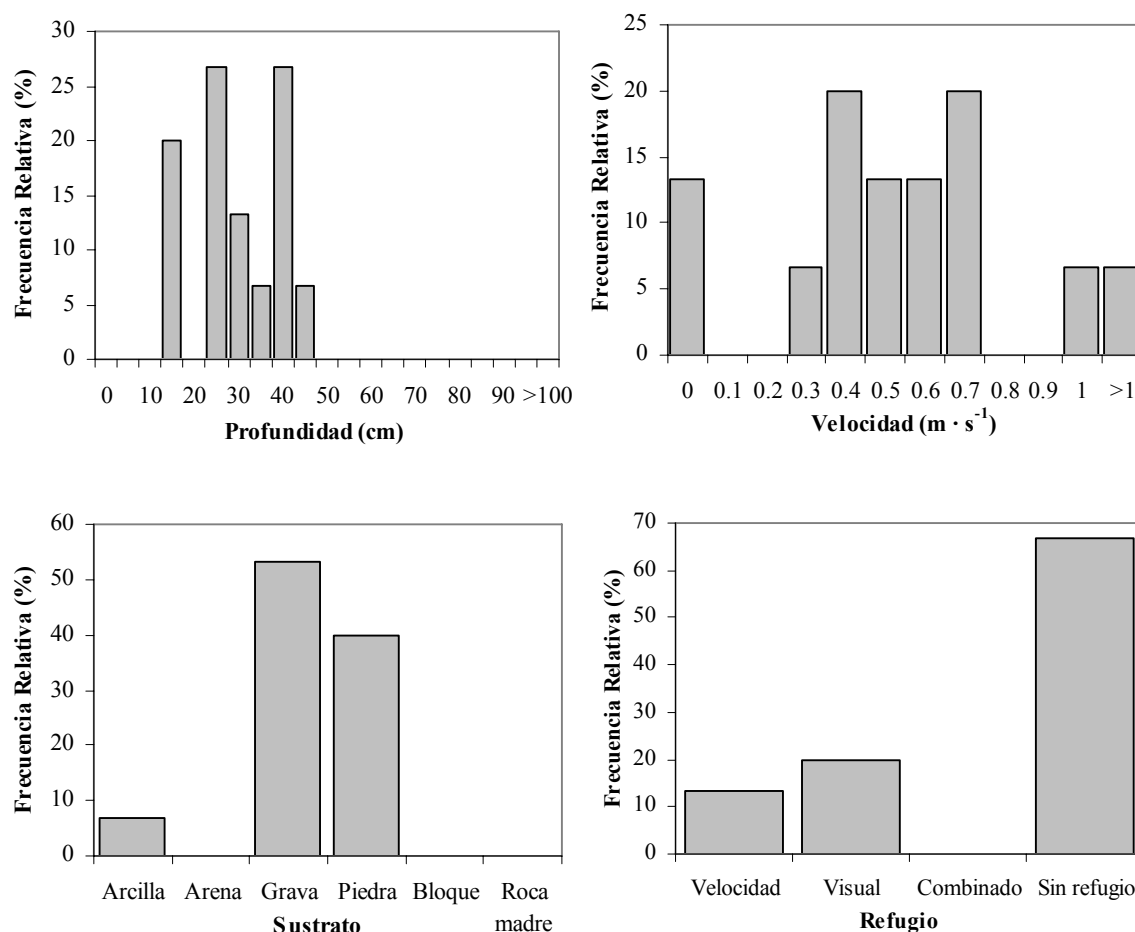 30
25
20
15
10
5
0
Frecuencia Relativa (%)
0 10 20 30 40 50 60 70 80 90 >100
Profundidad (cm)
25
20
15
10
5
0
Frecuencia Relativa (%)
0 0.1 0.2 0.3 0.4 0.5 0.6 0.7 0.8 0.9 1 >1
Velocidad (m · s⁻¹)
60
50
40
30
20
10
0
Frecuencia Relativa (%)
Arcilla Arena Grava Piedra Bloque Roca
madre
Sustrato
70
60
50
40
30
20
10
0
Frecuencia Relativa (%)
Velocidad Visual Combinado Sin refugio
Refugio